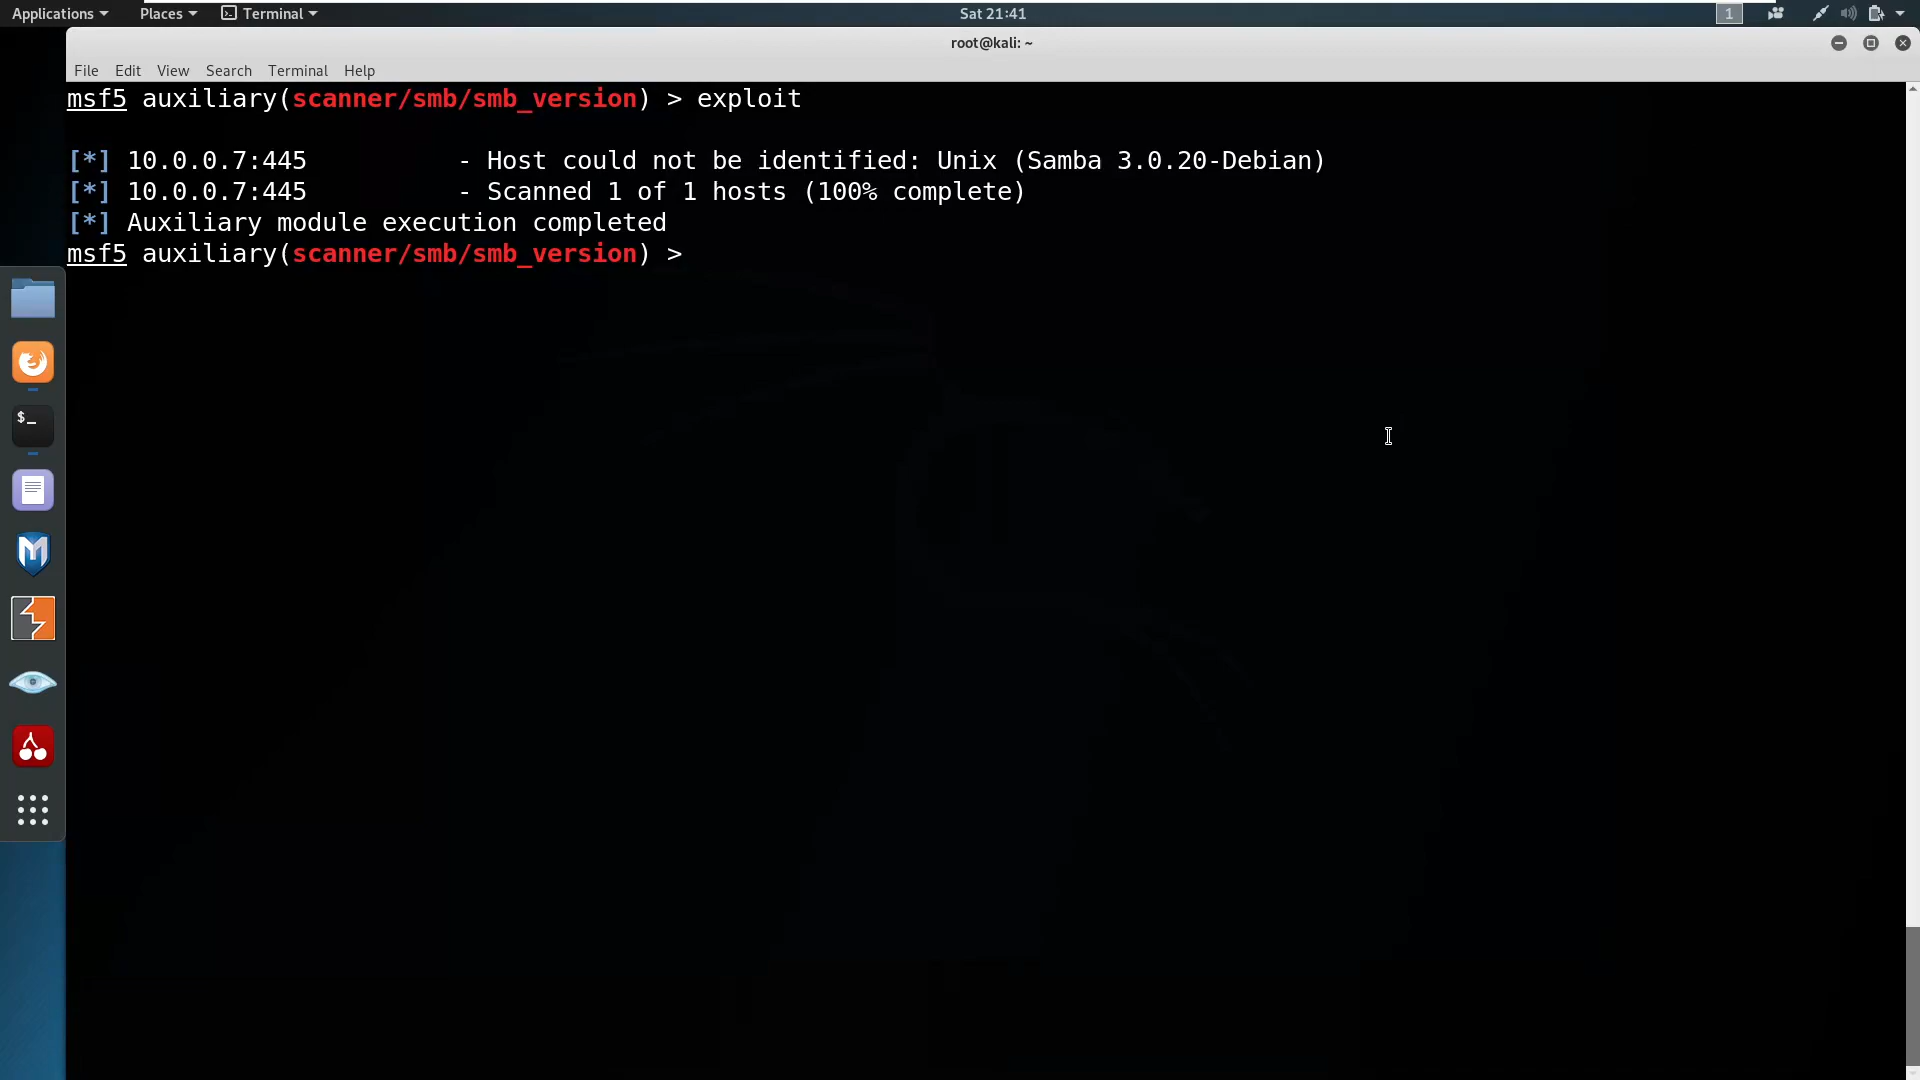 Applications Places Terminal Sat 21:41 1
root@kali: ~
File Edit View Search Terminal Help
msf5 auxiliary(scanner/smb/smb_version) > exploit
[*] 10.0.0.7:445 - Host could not be identified: Unix (Samba 3.0.20-Debian)
[*] 10.0.0.7:445 - Scanned 1 of 1 hosts (100% complete)
[*] Auxiliary module execution completed
msf5 auxiliary(scanner/smb/smb_version) >
$_